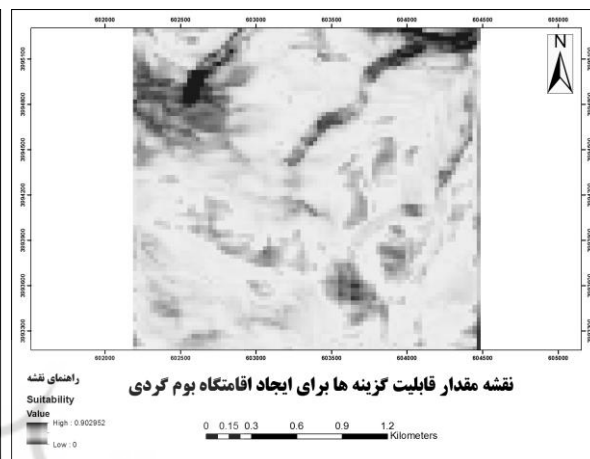 602000 602500 603000 603500 604000 604500 605000
N
3995100
3994800
3994500
3994200
3993900
3993600
3993300
602000 602500 603000 603500 604000 604500 605000
نقشه مقدار قابلیت گزینه ها برای ایجاد اقامتگاه بوم گردی
راهنمای نقشه
Suitability
Value
High : 0.902952
Low : 0
0 0.15 0.3 0.6 0.9 1.2
Kilometers